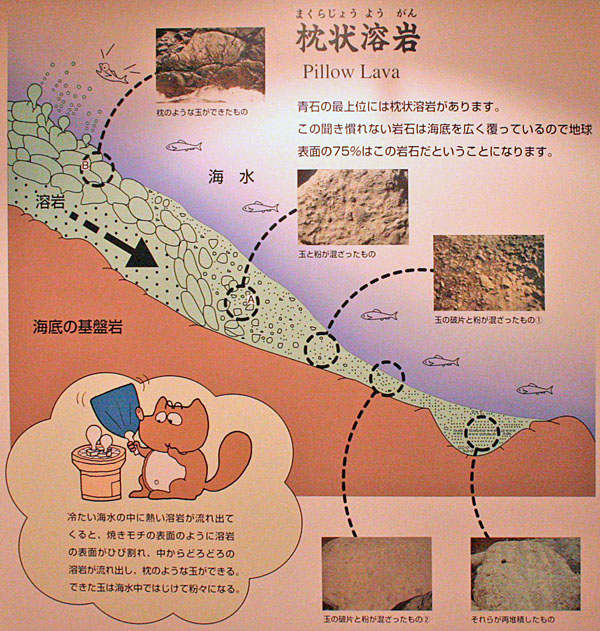 まくらじょう よう がん
枕状溶岩
Pillow Lava
青石の最上位には枕状溶岩があります。
この聞き慣れない岩石は海底を広く覆っているので地球
表面の75%はこの岩石だということになります。
枕のような玉ができたもの
B
海水
溶岩
玉と粉が混ざったもの
A
玉の破片と粉が混ざったもの①
海底の基盤岩
冷たい海水の中に熱い溶岩が流れ出て
くると、焼きモチの表面のように溶岩
の表面がひび割れ、中からどろどろの
溶岩が流れ出し、枕のような玉ができる。
できた玉は海水中ではじけて粉々になる。
玉の破片と粉が混ざったもの②
それらが再堆積したもの